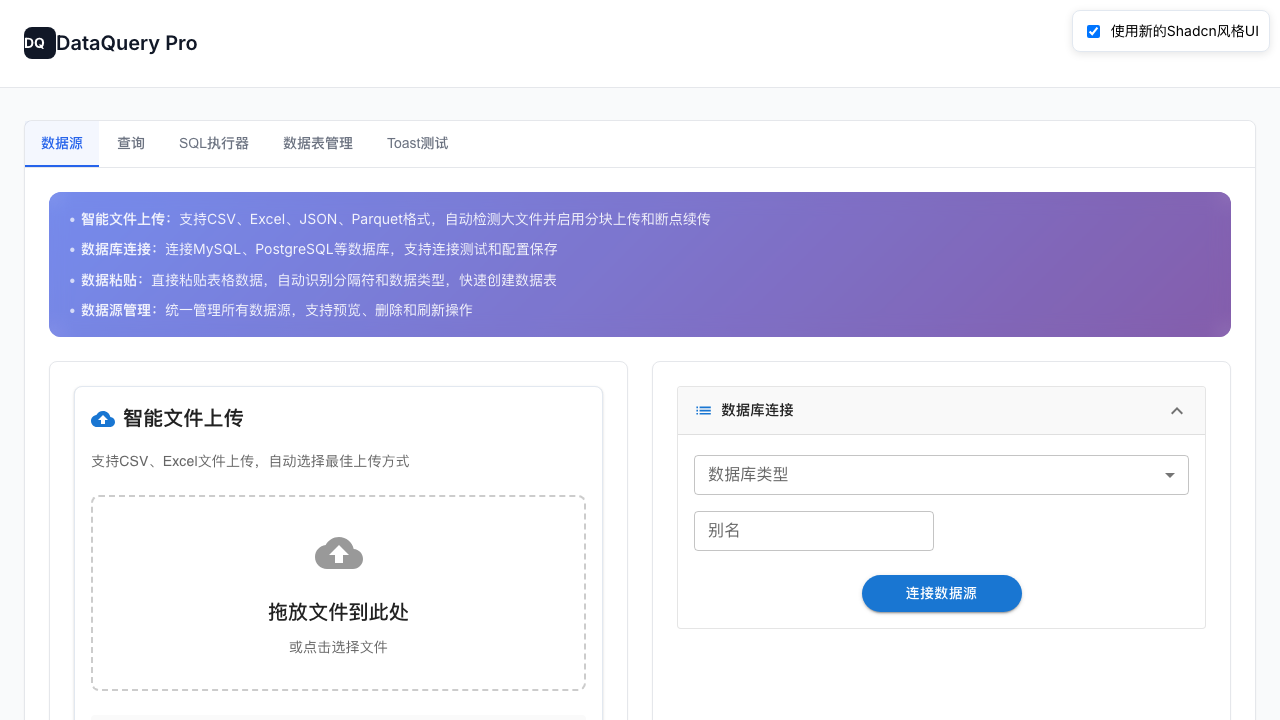 DQ DataQuery Pro
使用新的Shadcn风格UI
数据源 查询 SQL执行器 数据表管理 Toast测试
• 智能文件上传：支持CSV、Excel、JSON、Parquet格式，自动检测大文件并启用分块上传和断点续传
• 数据库连接：连接MySQL、PostgreSQL等数据库，支持连接测试和配置保存
• 数据粘贴：直接粘贴表格数据，自动识别分隔符和数据类型，快速创建数据表
• 数据源管理：统一管理所有数据源，支持预览、删除和刷新操作
智能文件上传
支持CSV、Excel文件上传，自动选择最佳上传方式
拖放文件到此处
或点击选择文件
数据库连接
数据库类型
别名
连接数据源